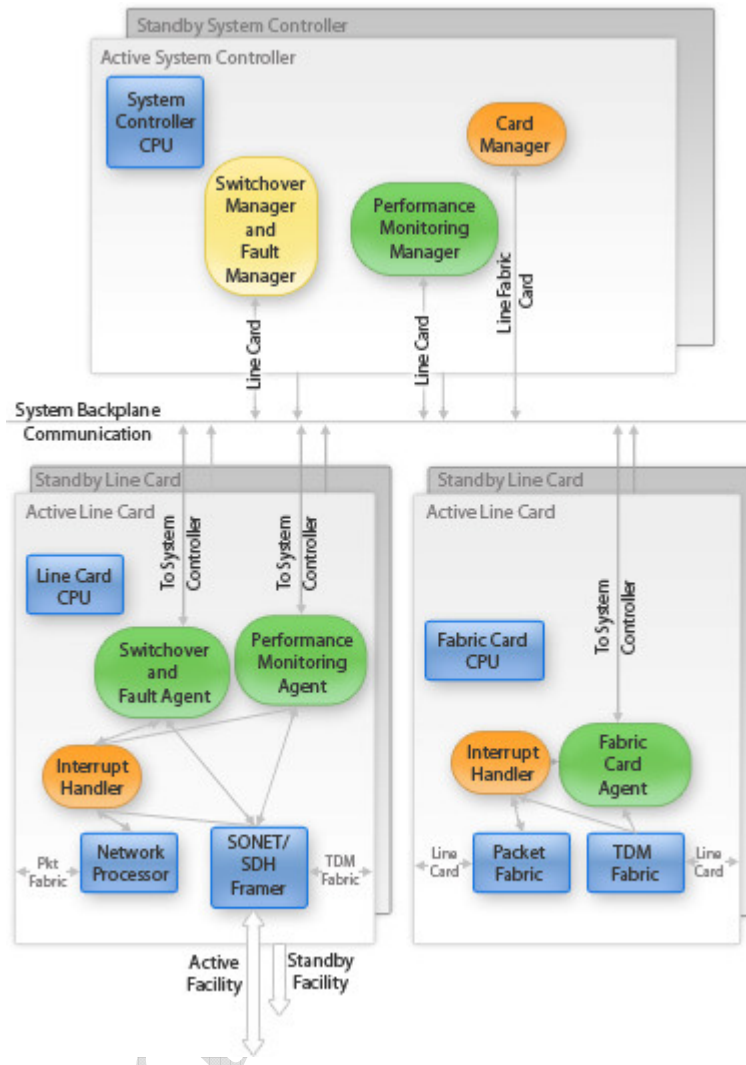 Standby System Controller
Active System Controller
System
Controller
CPU
Card
Manager
Switchover
Manager
and
Fault
Manager
Performance
Monitoring
Manager
Line Card
Line Card
Line Fabric
Card
System Backplane
Communication
Standby Line Card
Active Line Card
To System
Controller
To System
Controller
Line Card
CPU
Switchover
and
Fault Agent
Performance
Monitoring
Agent
Interrupt
Handler
Pkt
Fabric
Network
Processor
SONET/
SDH
Framer
TDM
Fabric
Active
Facility
Standby
Facility
Standby Line Card
Active Line Card
To System
Controller
Fabric Card
CPU
Interrupt
Handler
Fabric
Card
Agent
Line
Card
Packet
Fabric
TDM
Fabric
Line
Card